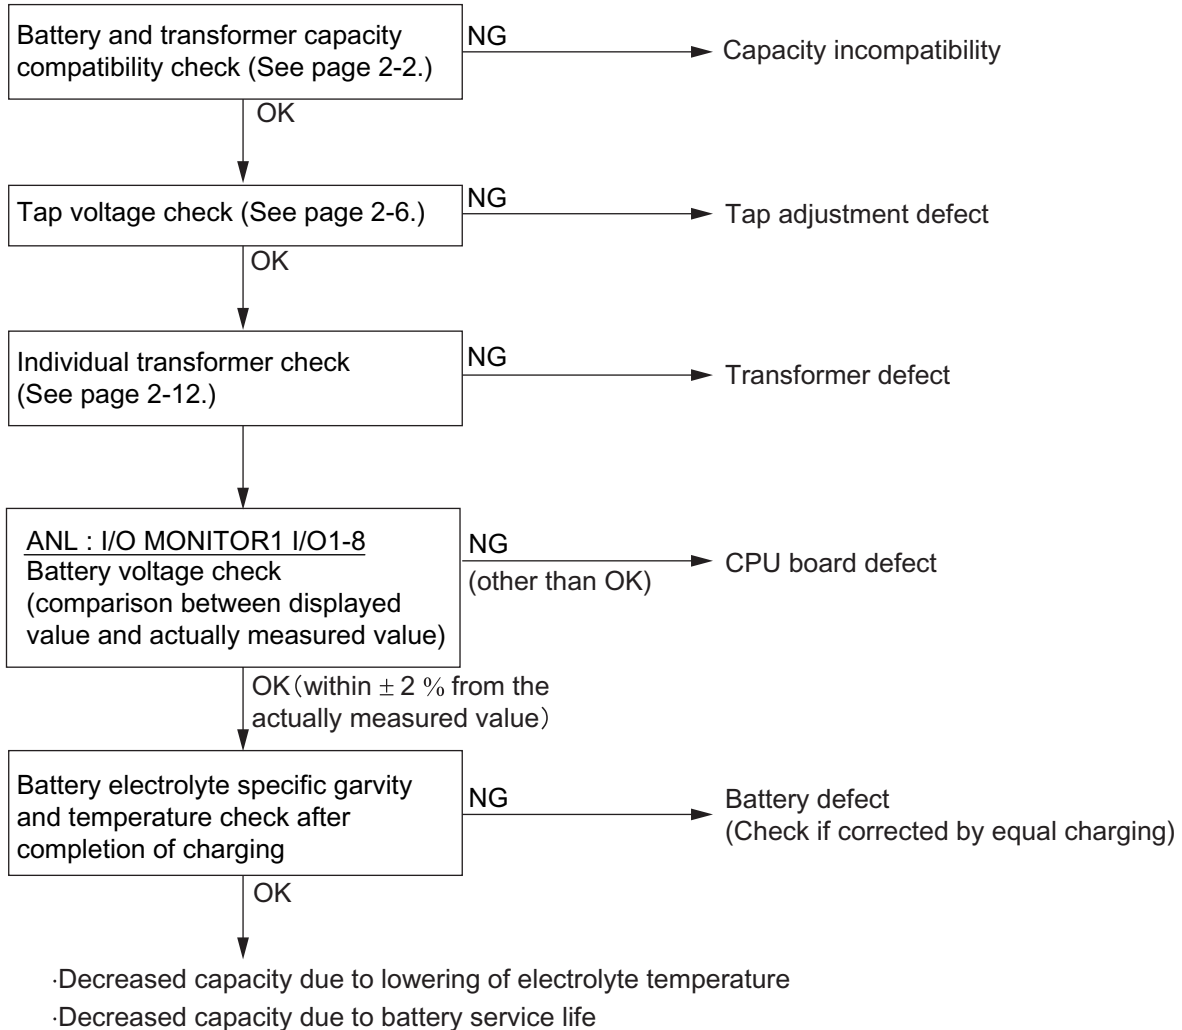 Battery and transformer capacity
compatibility check (See page 2-2.)
NG
Capacity incompatibility
OK
Tap voltage check (See page 2-6.)
NG
Tap adjustment defect
OK
Individual transformer check
(See page 2-12.)
NG
Transformer defect
ANL : I/O MONITOR1 I/O1-8
Battery voltage check
(comparison between displayed
value and actually measured value)
NG
(other than OK)
CPU board defect
OK(within ± 2 % from the
actually measured value)
Battery electrolyte specific garvity
and temperature check after
completion of charging
NG
Battery defect
(Check if corrected by equal charging)
OK
·Decreased capacity due to lowering of electrolyte temperature
·Decreased capacity due to battery service life